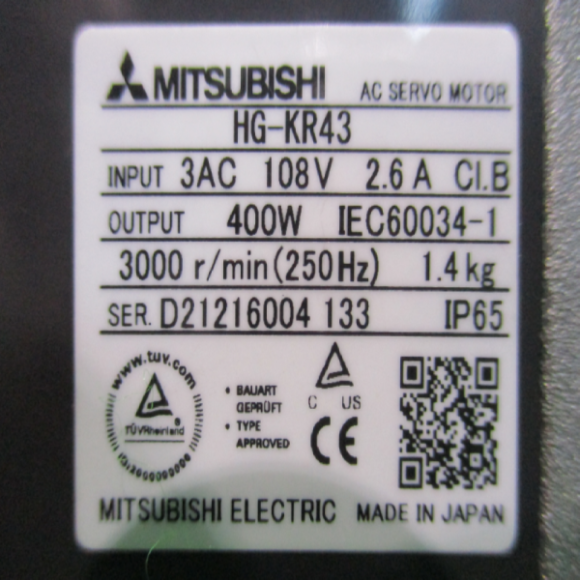 MITSUBISHI AC SERVO MOTOR
HG-KR43
INPUT 3AC 108V 2.6A CI.B
OUTPUT 400W IEC60034-1
3000 r/min(250Hz) 1.4kg
SER. D21216004 133 IP65
www.tuv.com
TÜVRheinland
• BAUART
GEPRÜFT
• TYPE
APPROVED
C US
CE
MITSUBISHI ELECTRIC MADE IN JAPAN